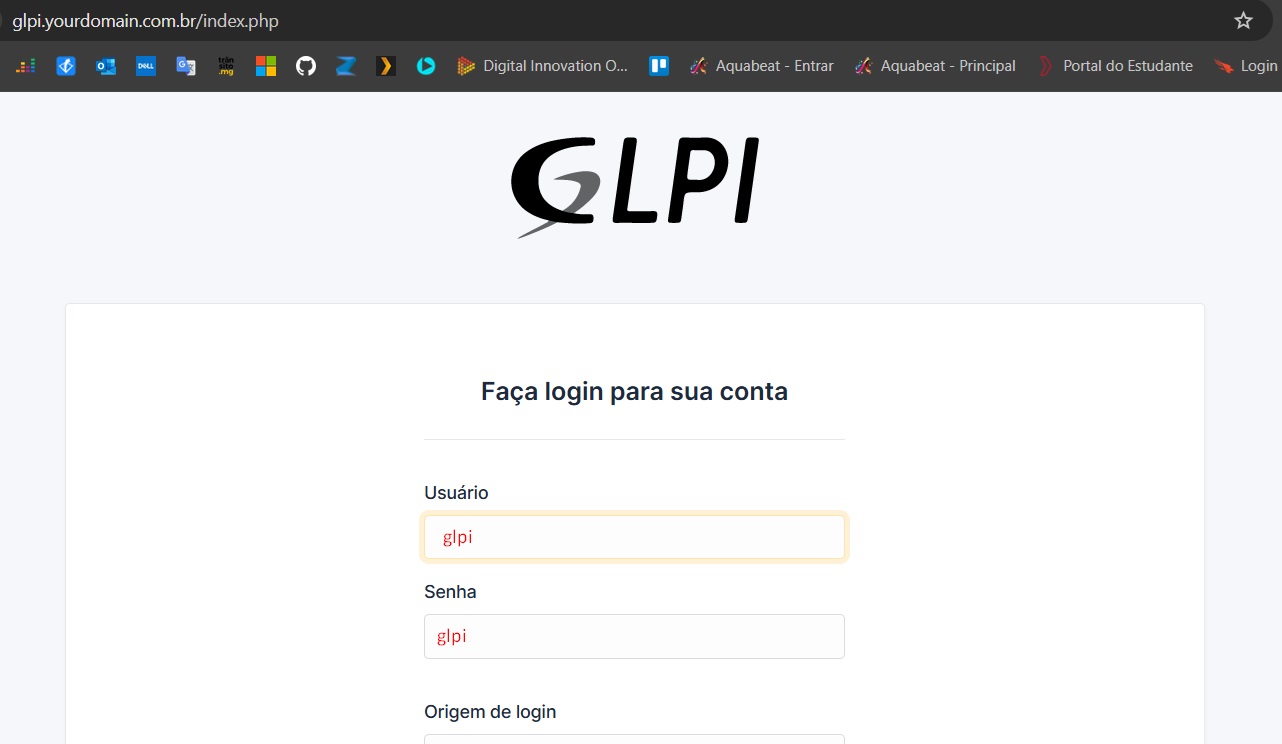 glpi.yourdomain.com.br/index.php
DELL trân sito .mg Digital Innovation O... Aquabeat - Entrar Aquabeat - Principal Portal do Estudante Login
GLPI
Faça login para sua conta
Usuário
glpi
Senha
glpi
Origem de login